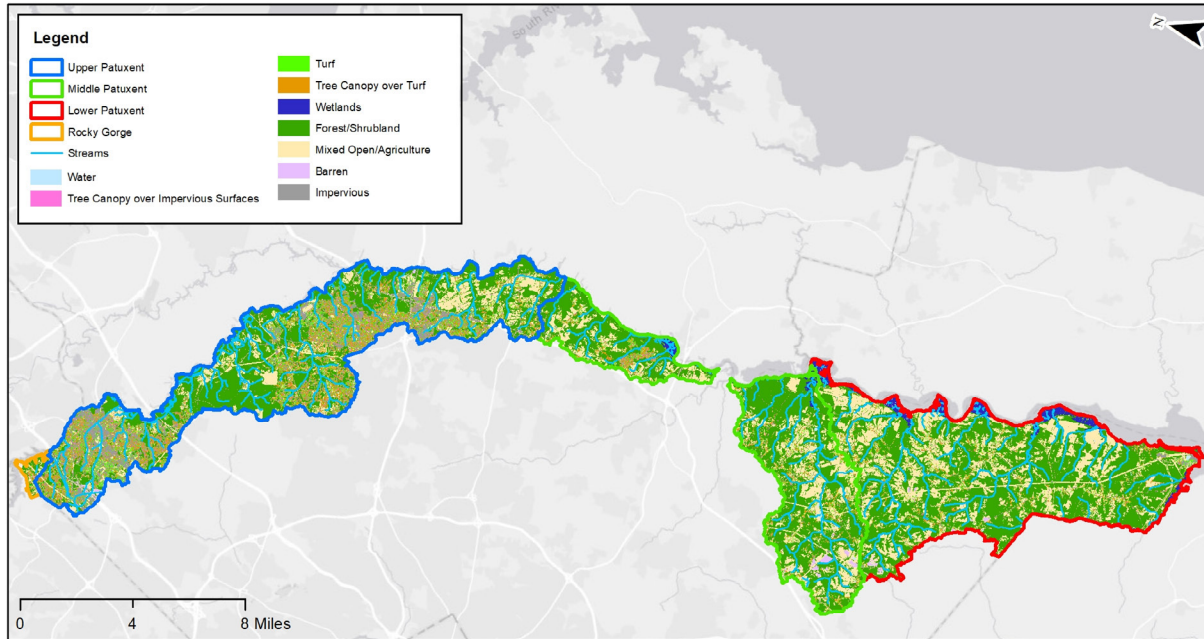 Legend
Upper Patuxent
Middle Patuxent
Lower Patuxent
Rocky Gorge
Streams
Water
Tree Canopy over Impervious Surfaces
Turf
Tree Canopy over Turf
Wetlands
Forest/Shrubland
Mixed Open/Agriculture
Barren
Impervious
South
N
0 4 8 Miles